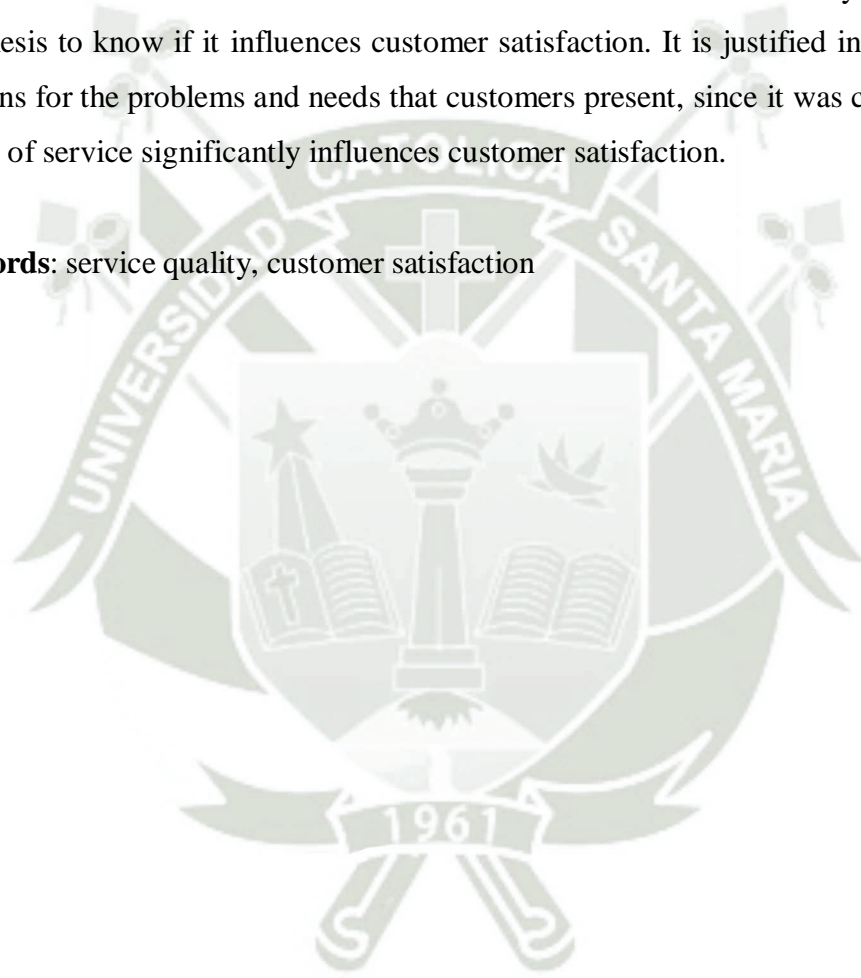 esis to know if it influences customer satisfaction. It is justified in
ns for the problems and needs that customers present, since it was c
of service significantly influences customer satisfaction.
ords: service quality, customer satisfaction
UNIVERSIDAD CATOLICA SANTA MARIA
1961